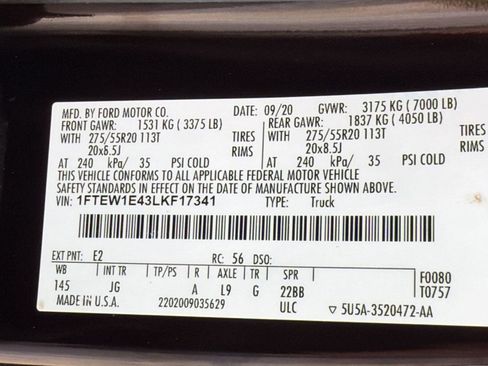 MFD. BY FORD MOTOR CO. DATE: 09/20 GVWR: 3175 KG ( 7000 LB)
FRONT GAWR: 1531 KG ( 3375 LB) REAR GAWR: 1837 KG ( 4050 LB)
WITH 275/55R20 113T TIRES WITH 275/55R20 113T TIRES
20x8.5J RIMS 20x8.5J RIMS
AT 240 kPa/ 35 PSI COLD AT 240 kPa/ 35 PSI COLD
THIS VEHICLE CONFORMS TO ALL APPLICABLE FEDERAL MOTOR VEHICLE
SAFETY STANDARDS IN EFFECT ON THE DATE OF MANUFACTURE SHOWN ABOVE.
VIN: 1FTEW1E43LKF17341 TYPE: Truck
EXT PNT: E2 RC: 56 DSO:
WB INT TR TP/PS R AXLE TR SPR F0080
145 JG A L9 G 22BB T0757
MADE IN U.S.A. 2202009035629 ULC ▽ 5U5A-3520472-AA